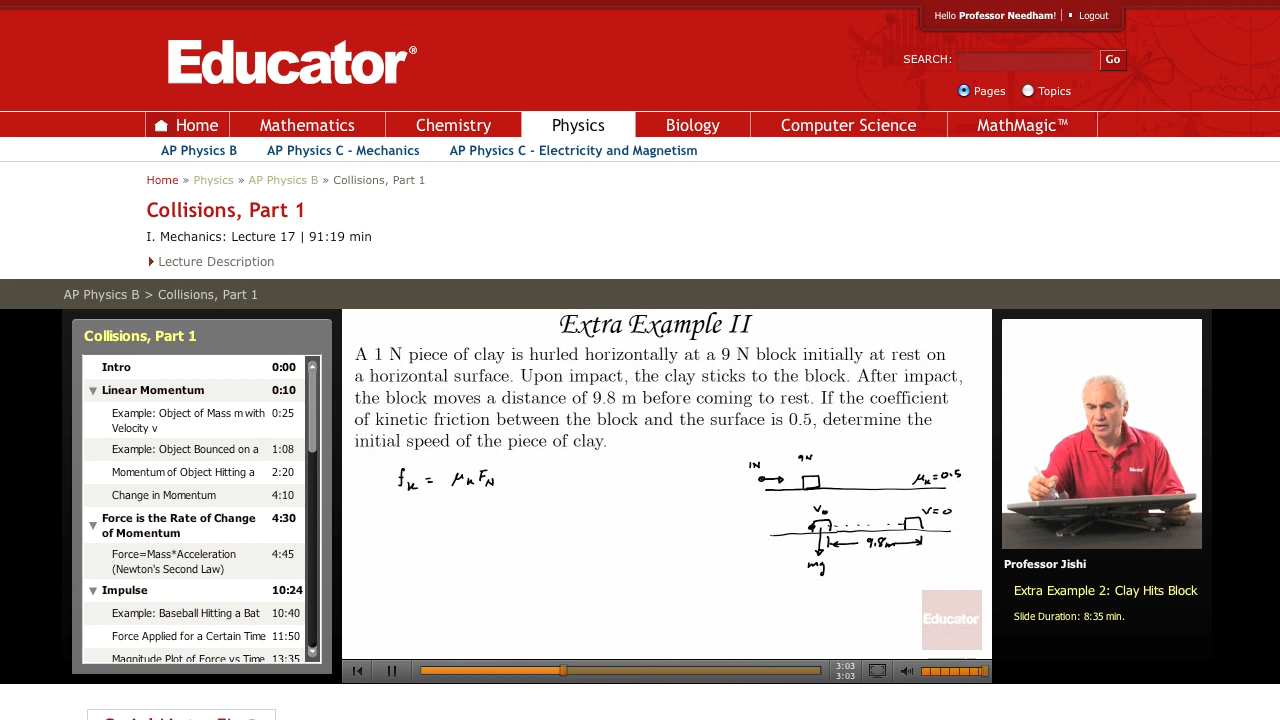 Hello Professor Needham! | Logout
Educator®
SEARCH: Go
Pages Topics
Home Mathematics Chemistry Physics Biology Computer Science MathMagic™
AP Physics B AP Physics C - Mechanics AP Physics C - Electricity and Magnetism
Home » Physics » AP Physics B » Collisions, Part 1
Collisions, Part 1
I. Mechanics: Lecture 17 | 91:19 min
Lecture Description
AP Physics B > Collisions, Part 1
Collisions, Part 1
Intro 0:00
Linear Momentum 0:10
Example: Object of Mass m with 0:25
Velocity v
Example: Object Bounced on a 1:08
Momentum of Object Hitting a 2:20
Change in Momentum 4:10
Force is the Rate of Change 4:30
of Momentum
Force=Mass*Acceleration 4:45
(Newton's Second Law)
Impulse 10:24
Example: Baseball Hitting a Bat 10:40
Force Applied for a Certain Time 11:50
Magnitude Plot of Force vs Time 13:35
Extra Example II
A 1 N piece of clay is hurled horizontally at a 9 N block initially at rest on
a horizontal surface. Upon impact, the clay sticks to the block. After impact,
the block moves a distance of 9.8 m before coming to rest. If the coefficient
of kinetic friction between the block and the surface is 0.5, determine the
initial speed of the piece of clay.
1N 9N μk=0.5
fk = μk FN
v0 v=0
9.8m
mg
Educator
3:03
3:03
Educator
Professor Jishi
Extra Example 2: Clay Hits Block
Slide Duration: 8:35 min.